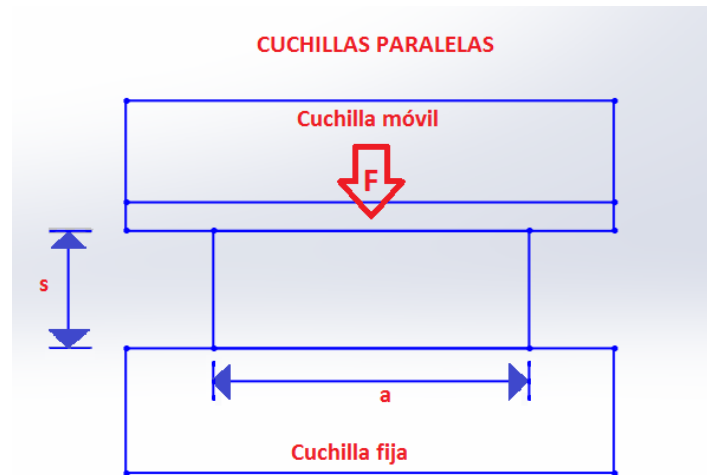 CUCHILLAS PARALELAS
Cuchilla móvil
F
s
a
Cuchilla fija